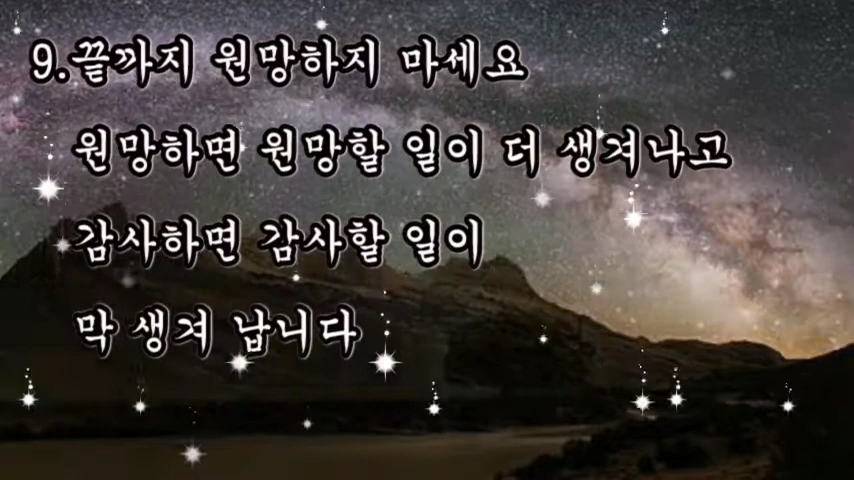 9.끝까지 원망하지 마세요
원망하면 원망할 일이 더 생겨나고
감사하면 감사할 일이
막 생겨 납니다